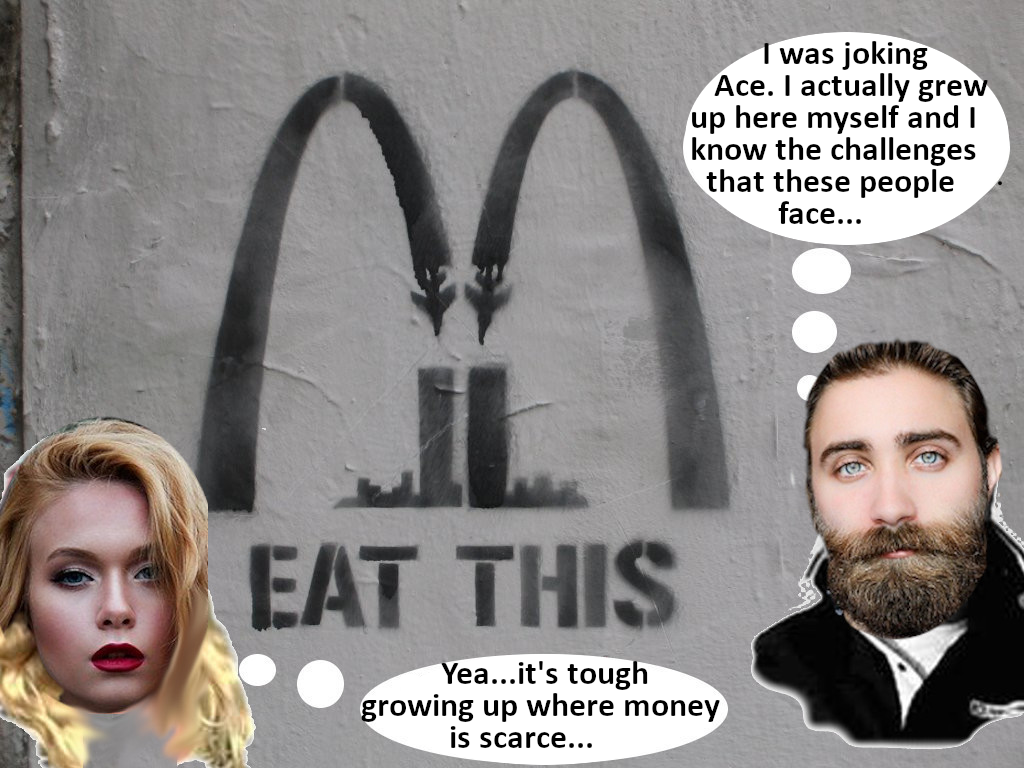 I was joking
Ace. I actually grew
up here myself and I
know the challenges
that these people
face...
EAT THIS
Yea...it's tough
growing up where money
is scarce...